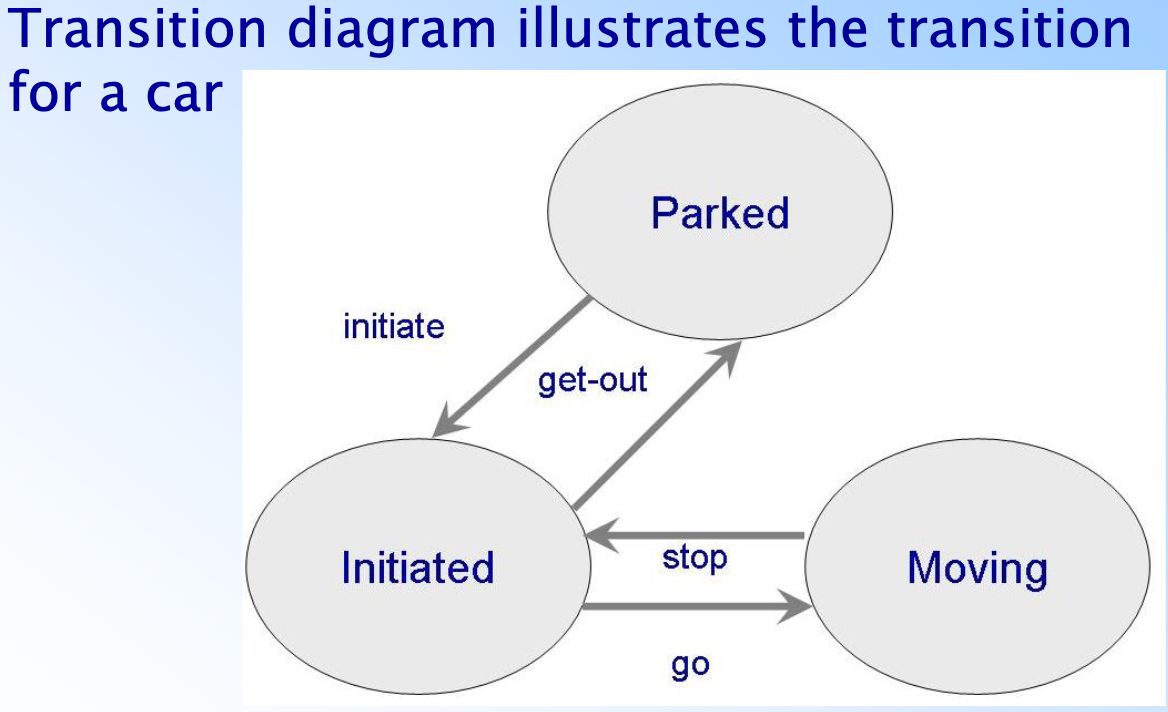 Transition diagram illustrates the transition
for a car
Parked
initiate
get-out
Initiated
stop
Moving
go